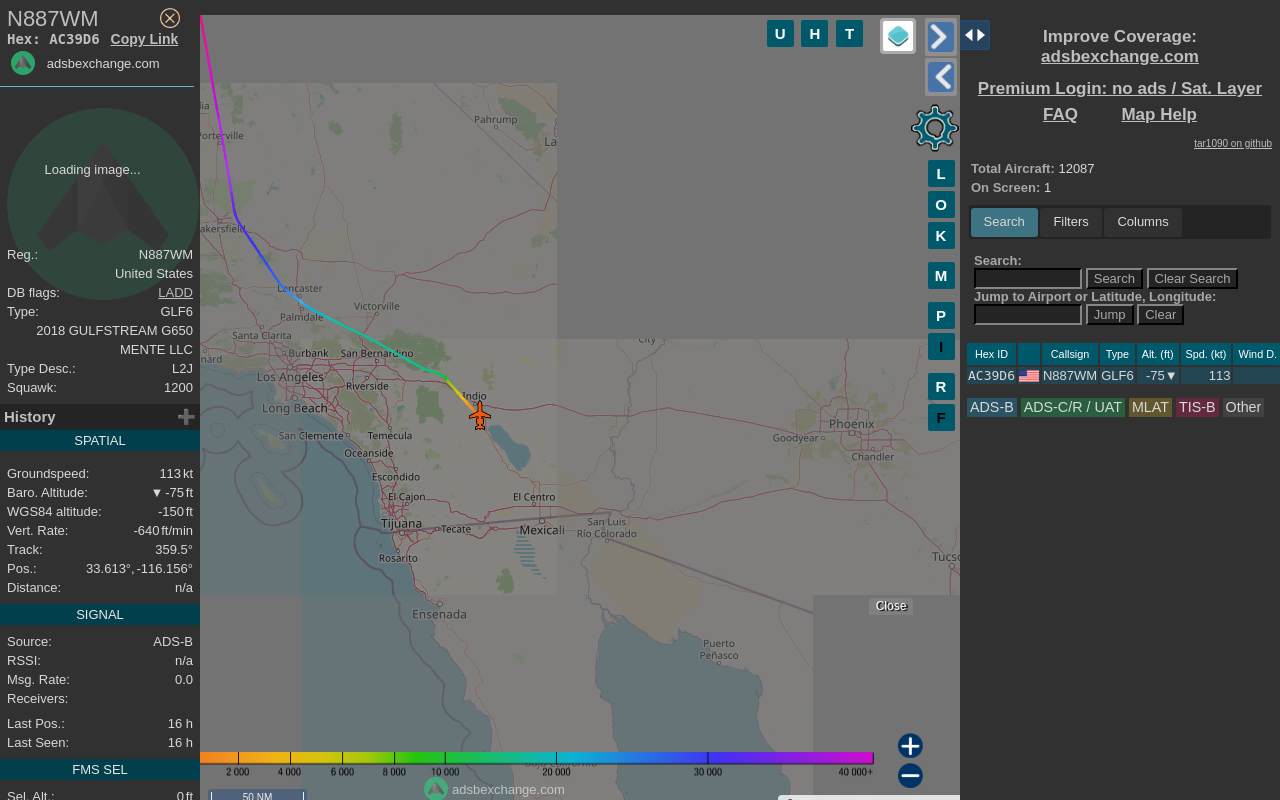 N887WM
Hex: AC39D6 Copy Link
adsbexchange.com
Loading image...
Reg.: N887WM
United States
DB flags: LADD
Type: GLF6
2018 GULFSTREAM G650
MENTE LLC
Type Desc.: L2J
Squawk: 1200
History
SPATIAL
Groundspeed: 113 kt
Baro. Altitude: ▼ -75 ft
WGS84 altitude: -150 ft
Vert. Rate: -640 ft/min
Track: 359.5°
Pos.: 33.613°, -116.156°
Distance: n/a
SIGNAL
Source: ADS-B
RSSI: n/a
Msg. Rate: 0.0
Receivers:
Last Pos.: 16 h
Last Seen: 16 h
FMS SEL
Sel. Alt.: 0 ft
U H T
L
O
K
M
P
I
R
F
Pahrump
La
Porterville
akersfield
Lancaster
Palmdale
Victorville
Santa Clarita
nard
Burbank San Bernardino
Los Angeles
Riverside
Long Beach
Indio
San Clemente Temecula
Oceanside
Escondido
El Cajon
El Centro
Tijuana
Tecate
Mexicali
San Luis
Río Colorado
Rosarito
Ensenada
City
Phoenix
Goodyear
Chandler
Tucso
Puerto
Peñasco
Close
2 000 4 000 6 000 8 000 10 000 20 000 30 000 40 000+
50 NM
adsbexchange.com
Improve Coverage:
adsbexchange.com
Premium Login: no ads / Sat. Layer
FAQ Map Help
tar1090 on github
Total Aircraft: 12087
On Screen: 1
Search Filters Columns
Search:
Search Clear Search
Jump to Airport or Latitude, Longitude:
Jump Clear
Hex ID Callsign Type Alt. (ft) Spd. (kt) Wind D.
AC39D6 N887WM GLF6 -75▼ 113
ADS-B ADS-C/R / UAT MLAT TIS-B Other